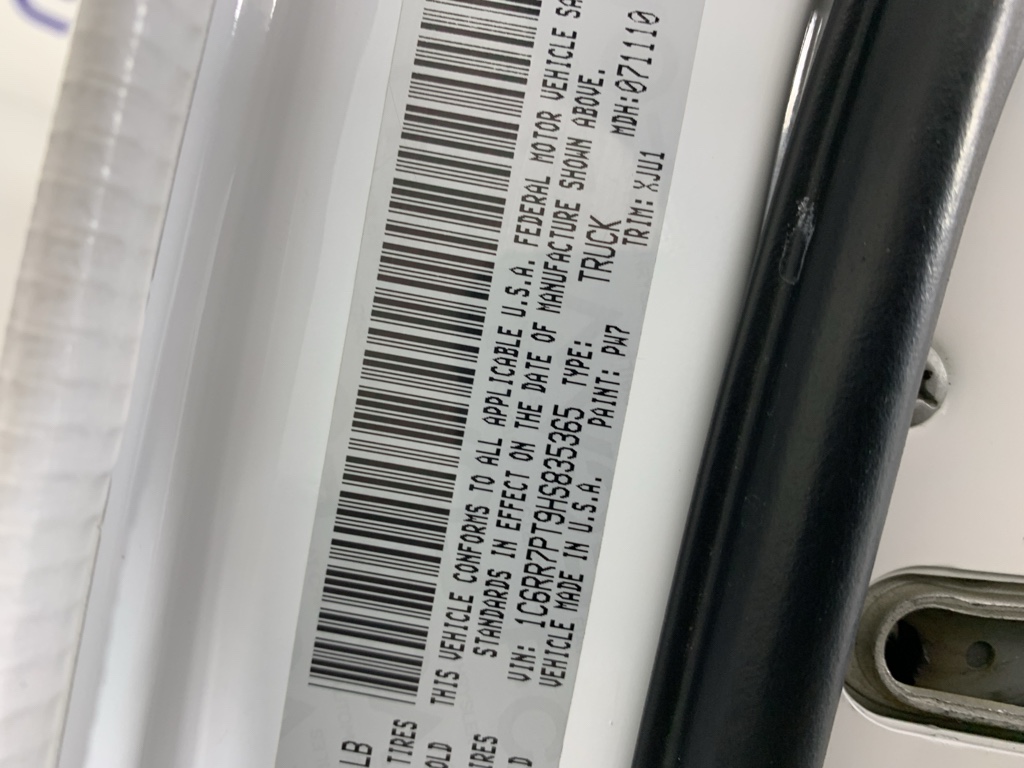 LB
TIRES
OLD
THIS VEHICLE CONFORMS TO ALL APPLICABLE U.S.A. FEDERAL MOTOR VEHICLE SA
STANDARDS IN EFFECT ON THE DATE OF MANUFACTURE SHOWN ABOVE.
IRES
D
VIN: 1C6RR7PT9HS835365 TYPE: TRUCK MDH:071110
VEHICLE MADE IN U.S.A. PAINT: PW7 TRIM: XJU1